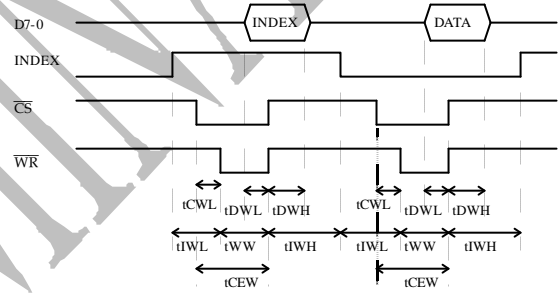 D7-0 INDEX DATA
INDEX
CS
WR
tCWL tDWL tDWH tCWL tDWL tDWH
tIWL tWW tIWH tIWL tWW tIWH
tCEW tCEW